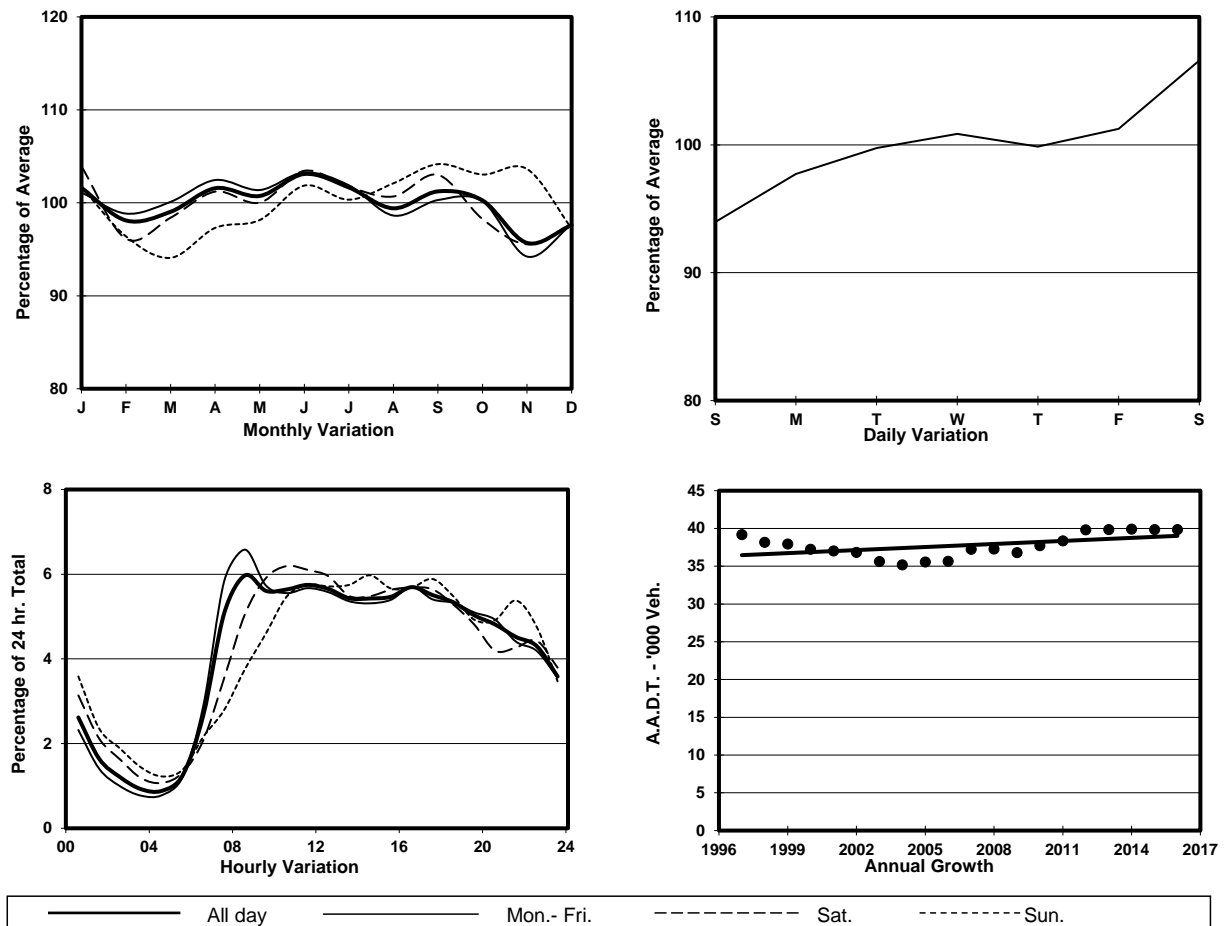 120
110
100
90
80
Percentage of Average
J F M A M J J A S O N D
Monthly Variation
110
100
90
80
Percentage of Average
S M T W T F S
Daily Variation
8
6
4
2
0
Percentage of 24 hr. Total
00 04 08 12 16 20 24
Hourly Variation
45
40
35
30
25
20
15
10
5
0
A.A.D.T. - '000 Veh.
1996 1999 2002 2005 2008 2011 2014 2017
Annual Growth
All day Mon.- Fri. Sat. Sun.